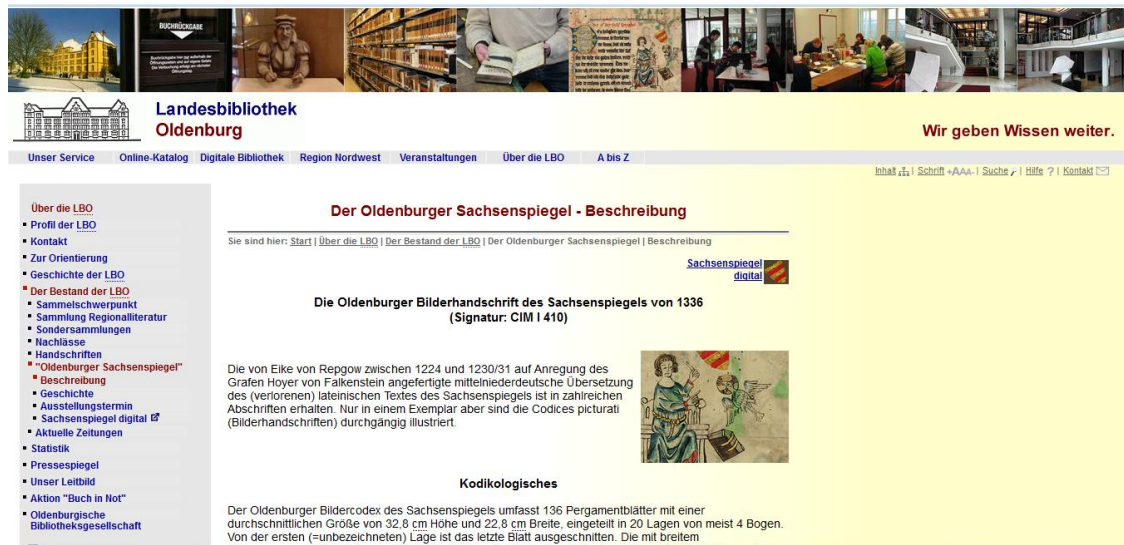 BUCHRÜCKGABE
Landesbibliothek
Oldenburg
Wir geben Wissen weiter.
Unser Service Online-Katalog Digitale Bibliothek Region Nordwest Veranstaltungen Über die LBO A bis Z
Inhalt | Schrift +AAA- | Suche | Hilfe ? | Kontakt
Über die LBO
Profil der LBO
Kontakt
Zur Orientierung
Geschichte der LBO
Der Bestand der LBO
Sammelschwerpunkt
Sammlung Regionalliteratur
Sondersammlungen
Nachlässe
Handschriften
"Oldenburger Sachsenspiegel"
Beschreibung
Geschichte
Ausstellungstermin
Sachsenspiegel digital
Aktuelle Zeitungen
Statistik
Pressespiegel
Unser Leitbild
Aktion "Buch in Not"
Oldenburgische
Bibliotheksgesellschaft
Der Oldenburger Sachsenspiegel - Beschreibung
Sie sind hier: Start | Über die LBO | Der Bestand der LBO | Der Oldenburger Sachsenspiegel | Beschreibung
Sachsenspiegel
digital
Die Oldenburger Bilderhandschrift des Sachsenspiegels von 1336
(Signatur: CIM I 410)
Die von Eike von Repgow zwischen 1224 und 1230/31 auf Anregung des
Grafen Hoyer von Falkenstein angefertigte mittelniederdeutsche Übersetzung
des (verlorenen) lateinischen Textes des Sachsenspiegels ist in zahlreichen
Abschriften erhalten. Nur in einem Exemplar aber sind die Codices picturati
(Bilderhandschriften) durchgängig illustriert.
Kodikologisches
Der Oldenburger Bildercodex des Sachsenspiegels umfasst 136 Pergamentblätter mit einer
durchschnittlichen Größe von 32,8 cm Höhe und 22,8 cm Breite, eingeteilt in 20 Lagen von meist 4 Bogen.
Von der ersten (=unbezeichneten) Lage ist das letzte Blatt ausgeschnitten. Die mit breitem